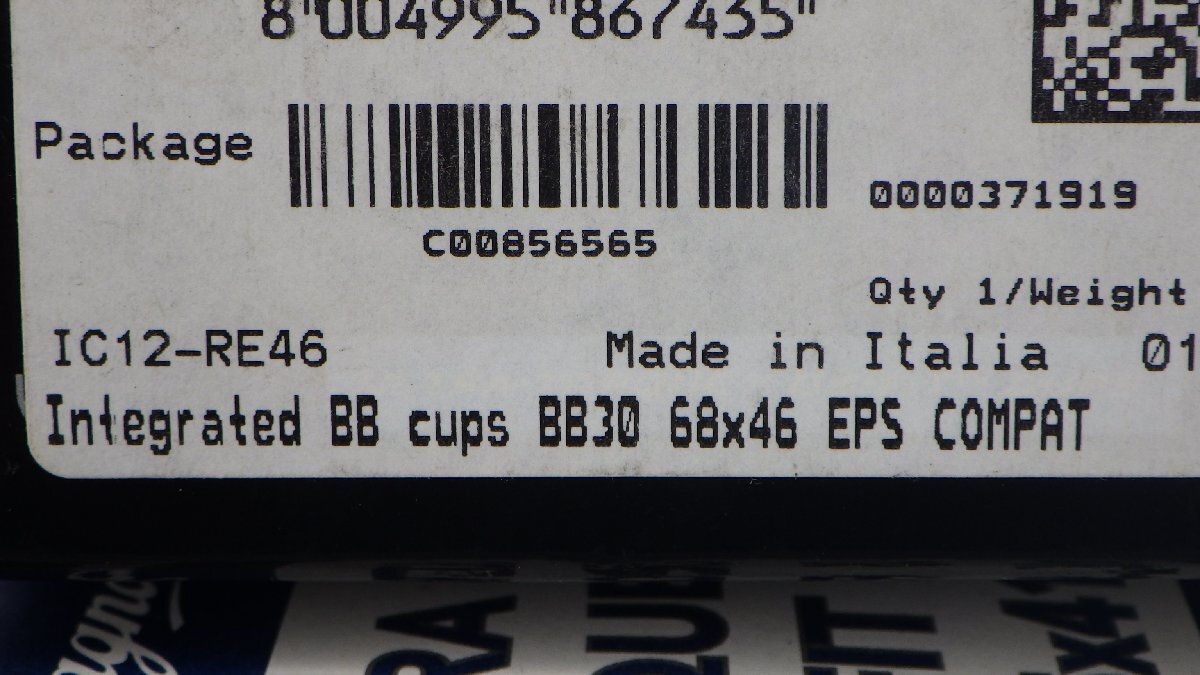 8"004995"867435"
Package
0000371919
C00856565
Qty 1/Weight
IC12-RE46 Made in Italia 01
Integrated BB cups BB30 68x46 EPS COMPAT